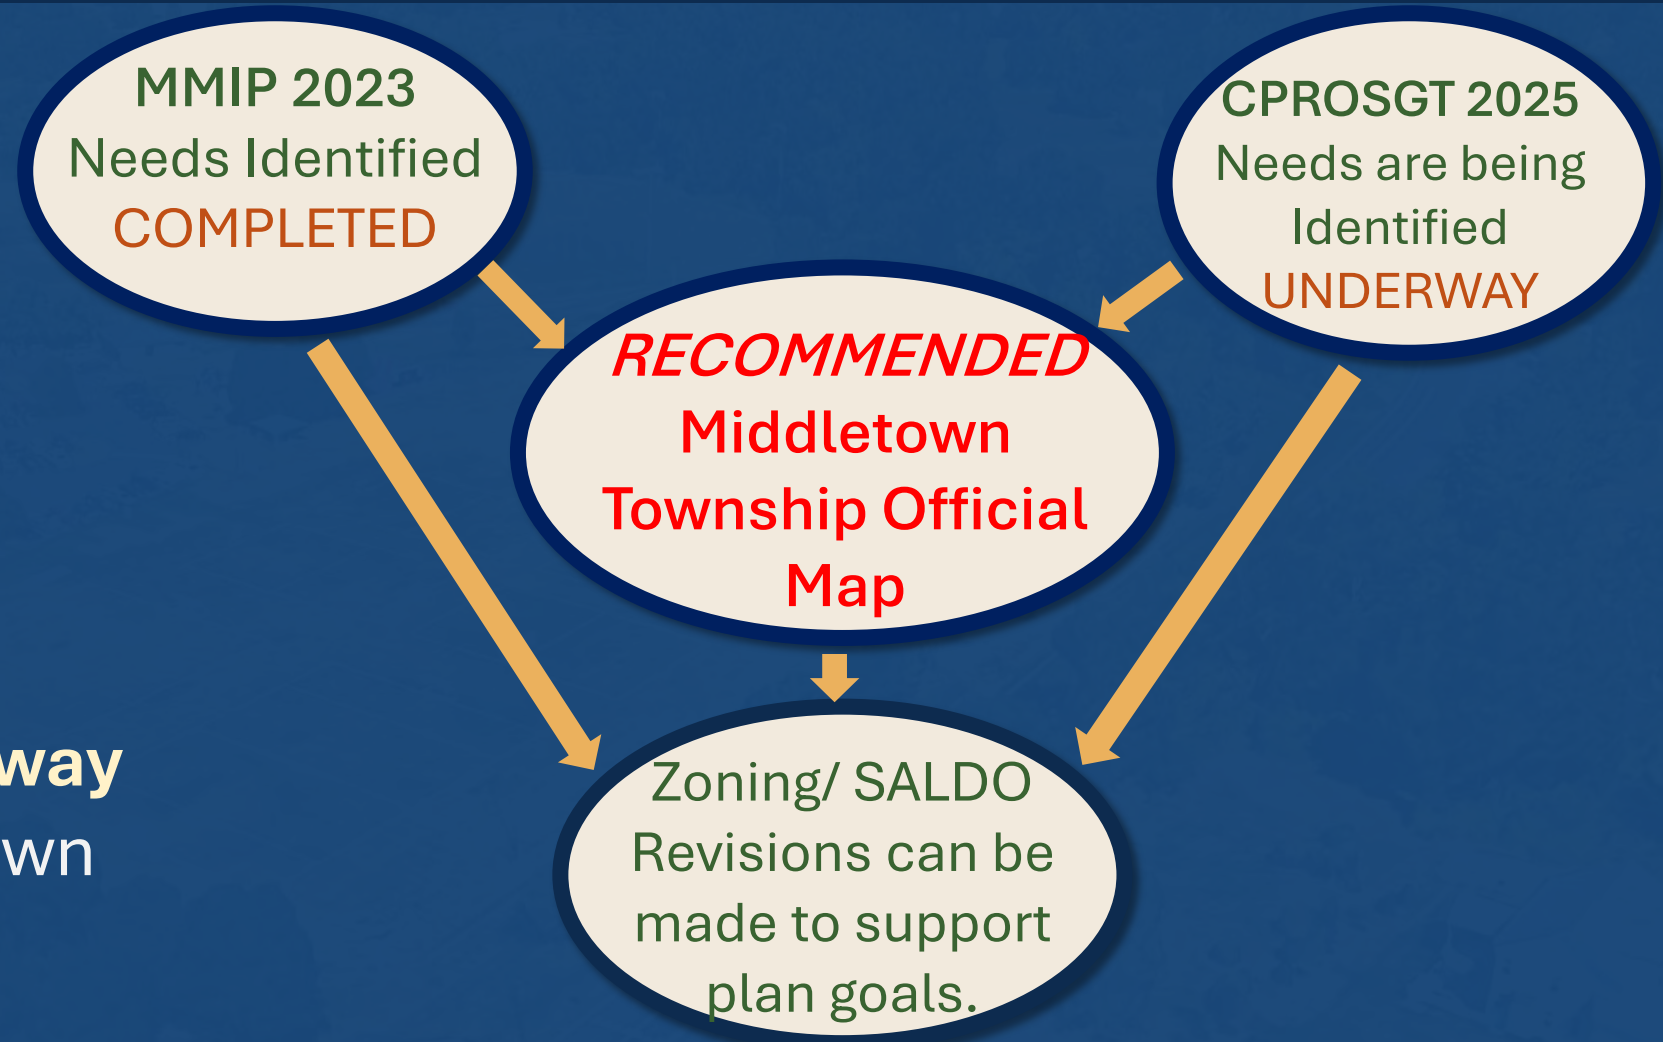 MMIP 2023
Needs Identified
COMPLETED
CPROSGT 2025
Needs are being
Identified
UNDERWAY
RECOMMENDED
Middletown
Township Official
Map
Zoning/ SALDO
Revisions can be
made to support
plan goals.
way
wn